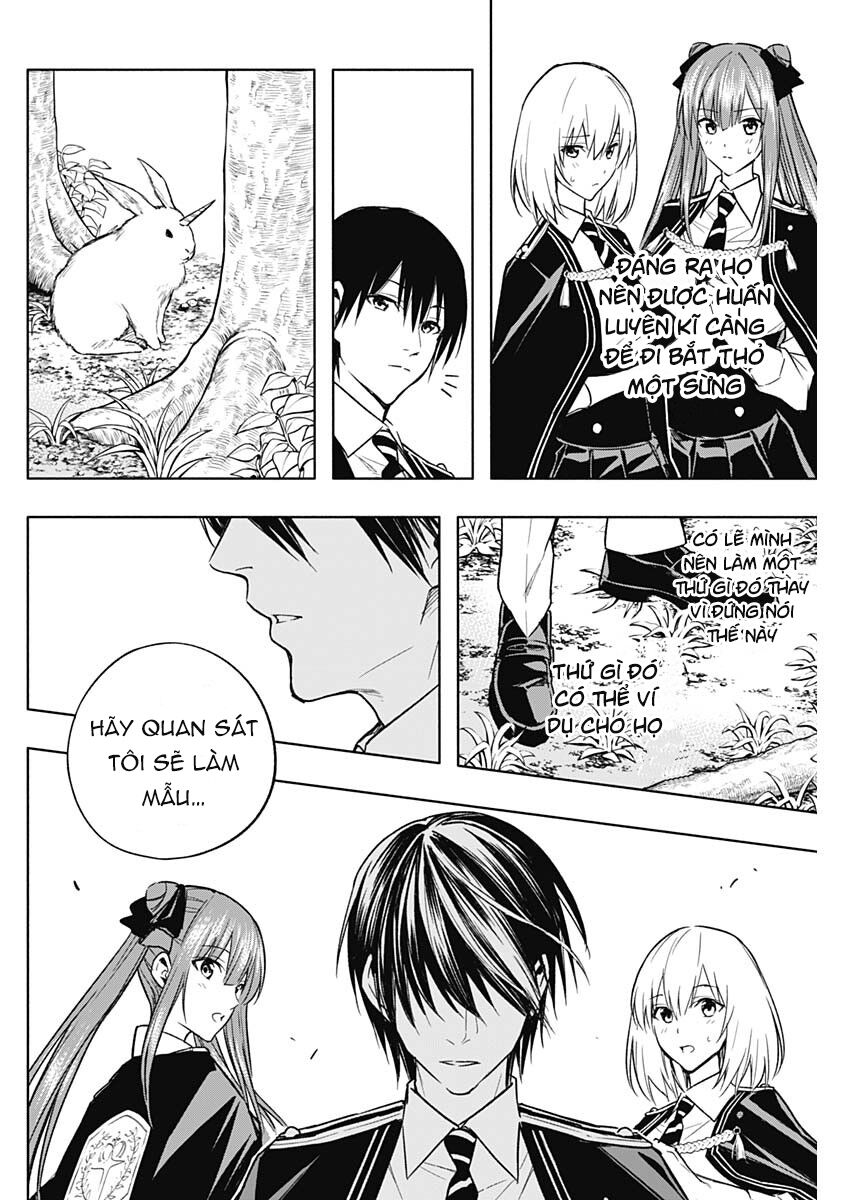 ĐÁNG RA HỌ
NÊN ĐƯỢC HUẤN
LUYỆN KĨ CÀNG
ĐỂ ĐI BẮT THỎ
MỘT SỪNG
CÓ LẼ MÌNH
NÊN LÀM MỘT
THỨ GÌ ĐÓ THAY
VÌ ĐỨNG NÓI
THẾ NÀY
THỨ GÌ ĐÓ
CÓ THỂ VÍ
DỤ CHO HỌ
HÃY QUAN SÁT
TÔI SẼ LÀM
MẪU...